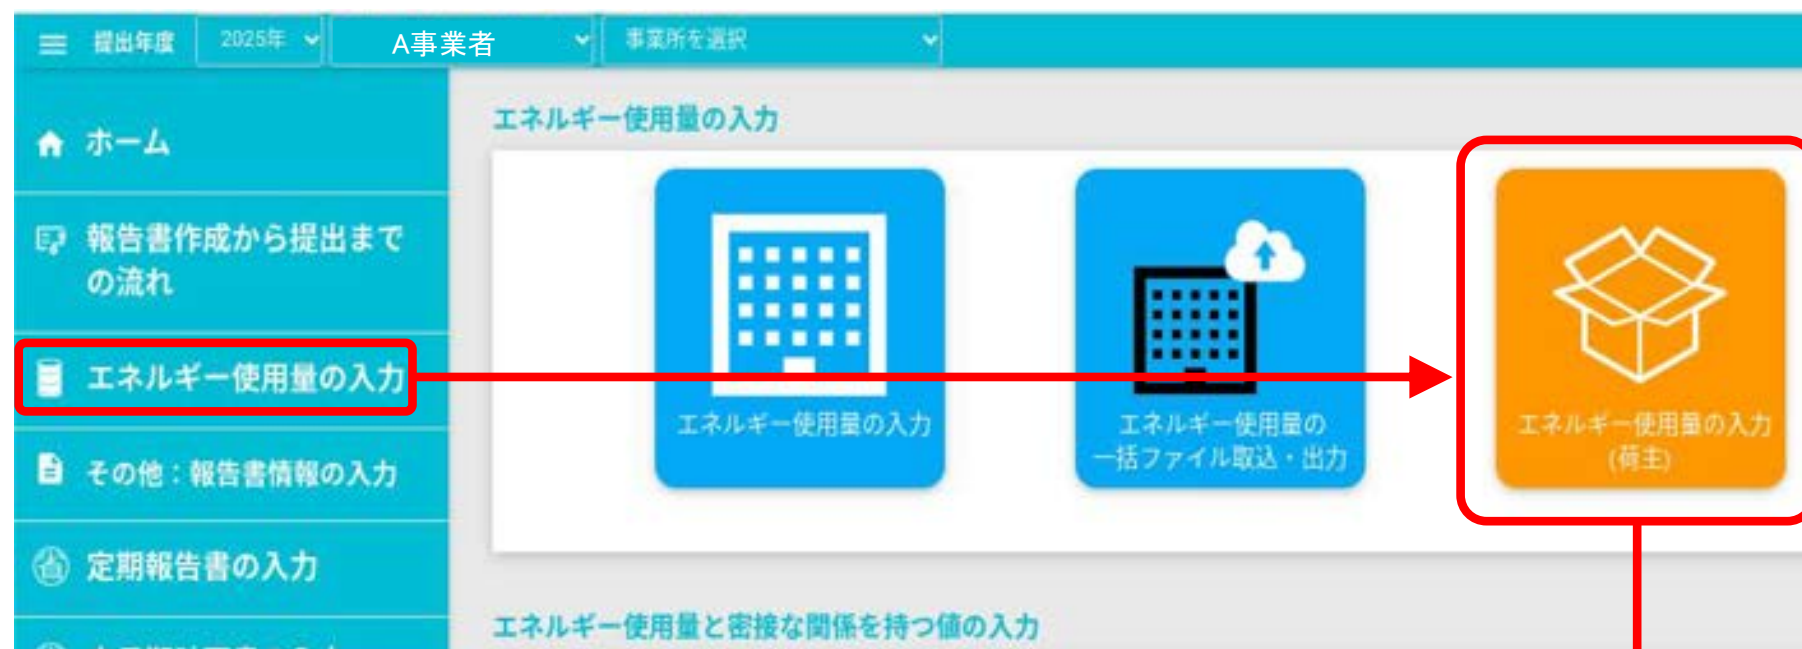 提出年度 2025年 A事業者 事業所を選択
ホーム
報告書作成から提出まで
の流れ
エネルギー使用量の入力
その他：報告書情報の入力
定期報告書の入力
エネルギー使用量の入力
エネルギー使用量の入力
エネルギー使用量の
一括ファイル取込・出力
エネルギー使用量の入力
(荷主)
エネルギー使用量と密接な関係を持つ値の入力